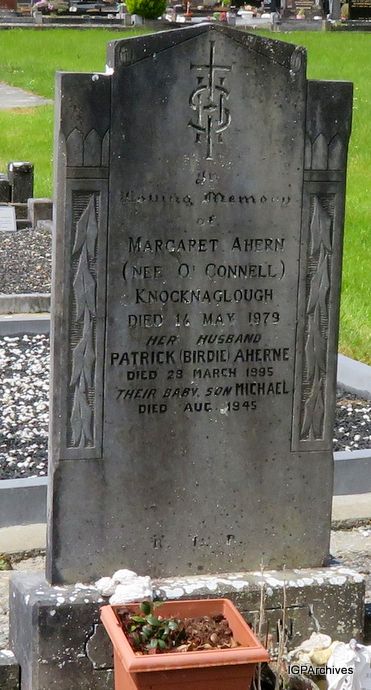 IHS
In
Loving Memory
of
MARGARET AHERN
(NEE O'CONNELL)
KNOCKNAGLOUGH
DIED 14 MAY 1979
HER HUSBAND
PATRICK (BIRDIE) AHERNE
DIED 29 MARCH 1995
THEIR BABY SON MICHAEL
DIED AUG 1945
R. I. P.
IGPArchives